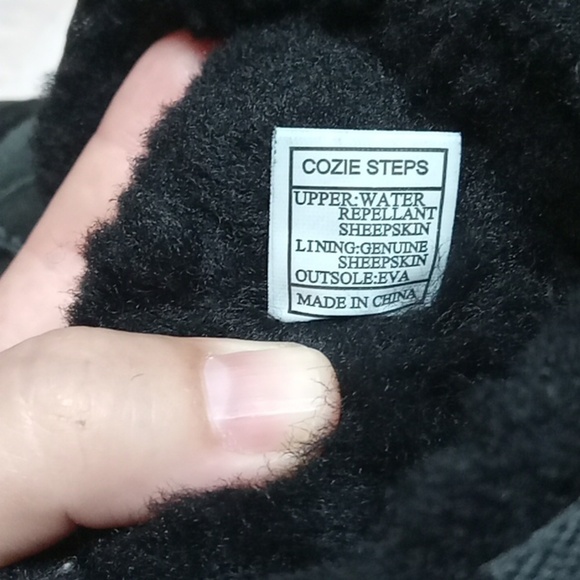 COZIE STEPS
UPPER:WATER
REPELLANT
SHEEPSKIN
LINING:GENUINE
SHEEPSKIN
OUTSOLE:EVA
MADE IN CHINA